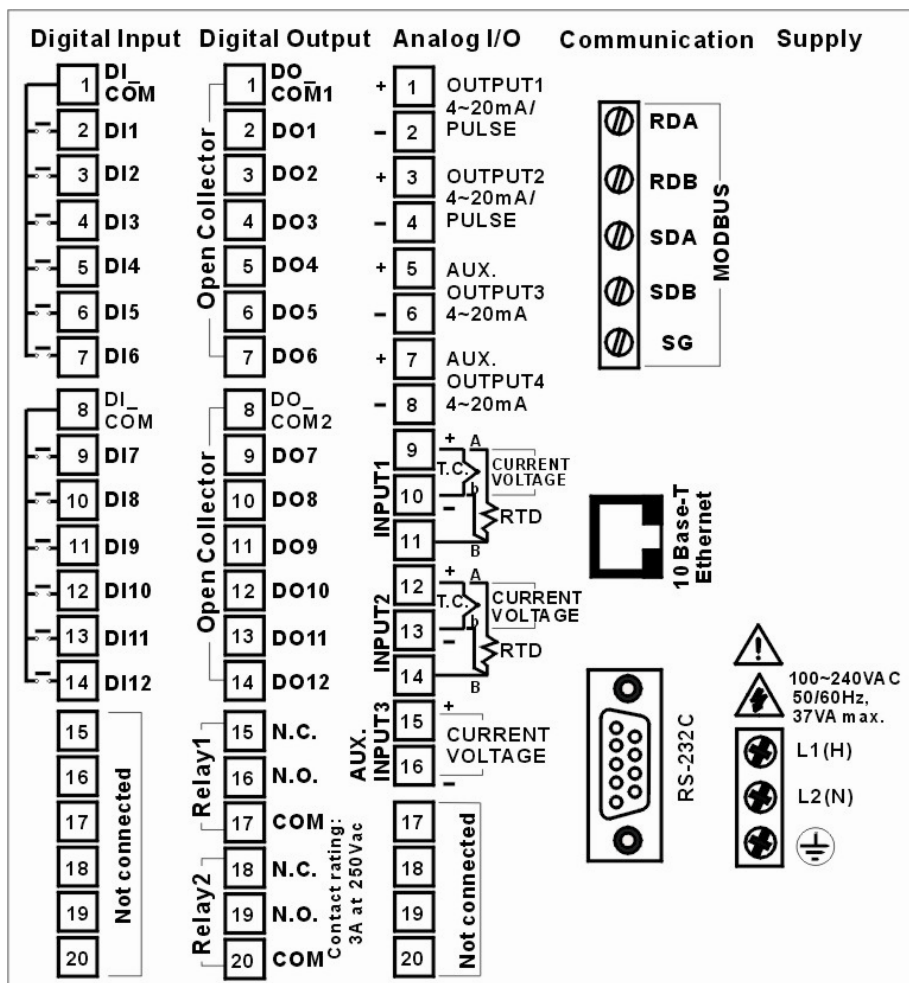 Digital Input
1 DI_
COM
2 DI1
3 DI2
4 DI3
5 DI4
6 DI5
7 DI6
8 DI_
COM
9 DI7
10 DI8
11 DI9
12 DI10
13 DI11
14 DI12
15
16
17
18
19
20
Not connected
Digital Output
Open Collector
1 DO_
COM1
2 DO1
3 DO2
4 DO3
5 DO4
6 DO5
7 DO6
Open Collector
8 DO_
COM2
9 DO7
10 DO8
11 DO9
12 DO10
13 DO11
14 DO12
Relay1
15 N.C.
16 N.O.
17 COM
Relay2
18 N.C.
19 N.O.
20 COM
Contact rating:
3A at 250Vac
Analog I/O
+ 1 OUTPUT1
4~20mA/
− 2 PULSE
+ 3 OUTPUT2
4~20mA/
− 4 PULSE
+ 5 AUX.
OUTPUT3
− 6 4~20mA
+ 7 AUX.
OUTPUT4
− 8 4~20mA
INPUT1
9 + A
T.C. CURRENT
VOLTAGE
10 − b
RTD
11 B
INPUT2
12 + A
T.C. CURRENT
VOLTAGE
13 − b
RTD
14 B
AUX.
INPUT3
15 +
CURRENT
VOLTAGE
16 −
17
18
19
20
Not connected
Communication
RDA
RDB
SDA
SDB
SG
MODBUS
10 Base-T
Ethernet
RS-232C
Supply
!
100~240VAC
50/60Hz,
37VA max.
L1(H)
L2(N)